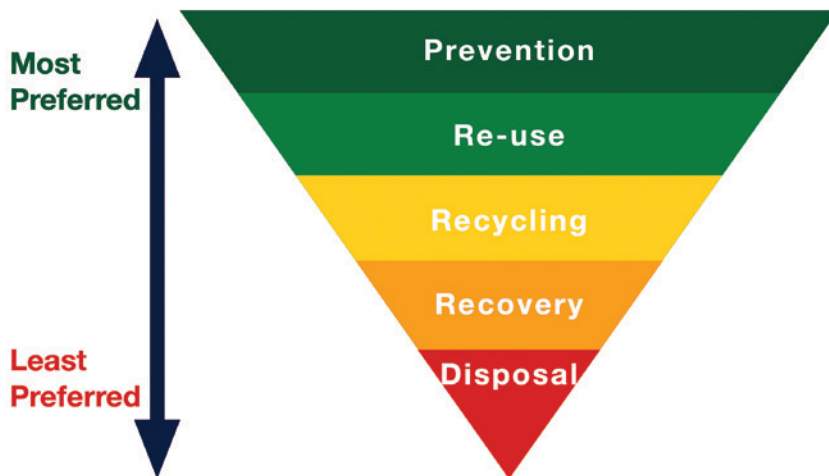 Most
Preferred
Prevention
Re-use
Recycling
Recovery
Disposal
Least
Preferred